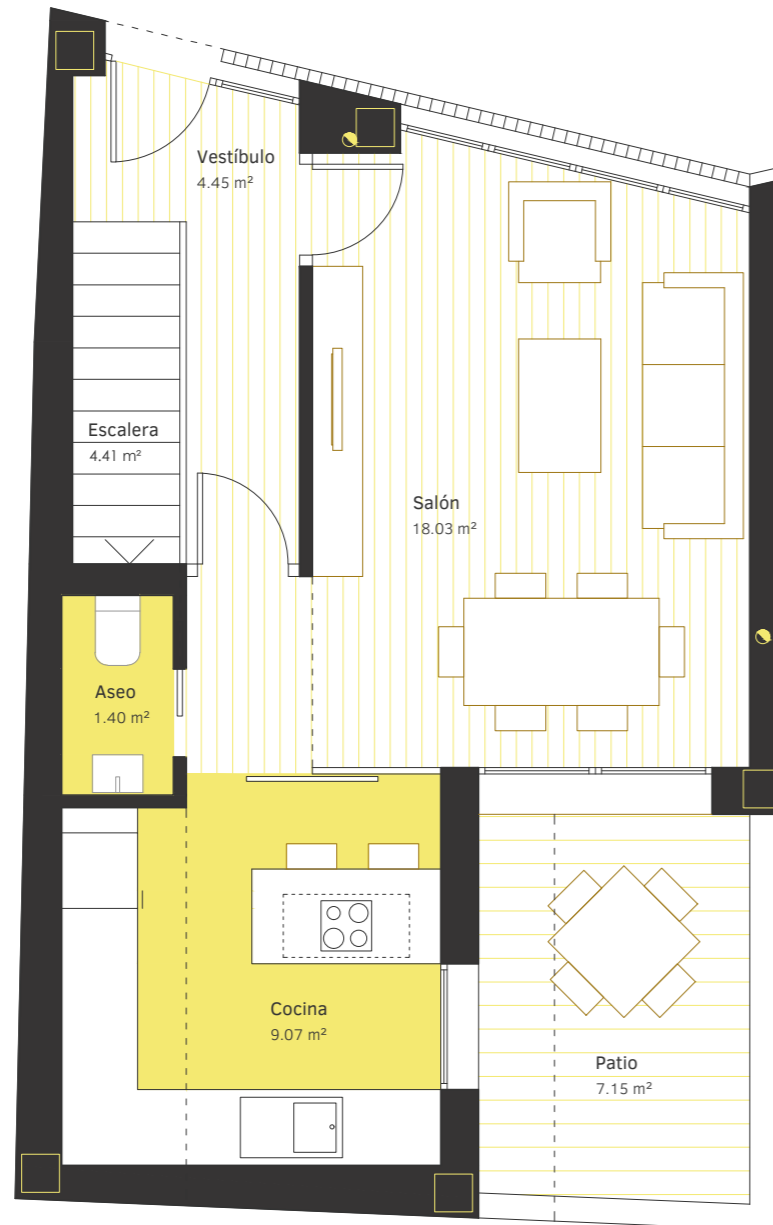 Vestíbulo
4.45 m²
Escalera
4.41 m²
Salón
18.03 m²
Aseo
1.40 m²
Cocina
9.07 m²
Patio
7.15 m²